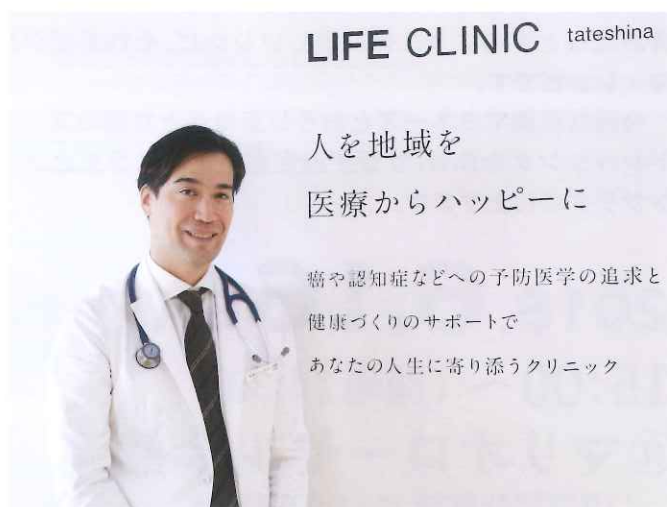 LIFE CLINIC tateshina
人を地域を
医療からハッピーに
癌や認知症などへの予防医学の追求と
健康づくりのサポートで
あなたの人生に寄り添うクリニック